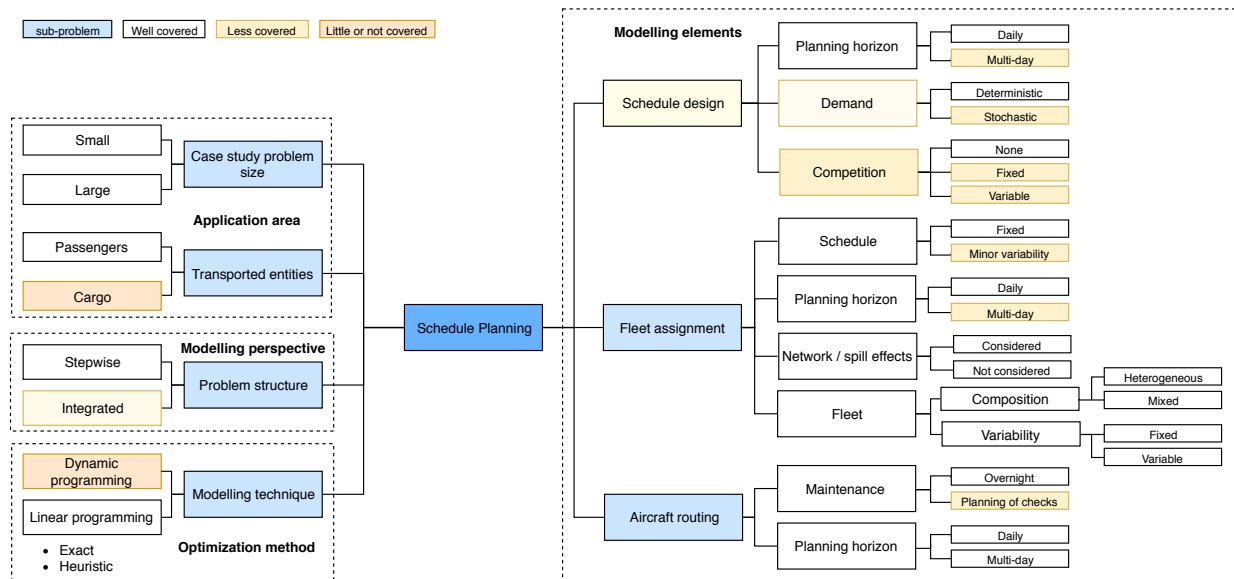 sub-problem
Well covered
Less covered
Little or not covered
Small
Large
Case study problem
size
Application area
Passengers
Cargo
Transported entities
Modelling perspective
Stepwise
Integrated
Problem structure
Dynamic
programming
Linear programming
Modelling technique
Optimization method
• Exact
• Heuristic
Schedule Planning
Modelling elements
Schedule design
Planning horizon
Daily
Multi-day
Demand
Deterministic
Stochastic
Competition
None
Fixed
Variable
Fleet assignment
Schedule
Fixed
Minor variability
Planning horizon
Daily
Multi-day
Network / spill effects
Considered
Not considered
Fleet
Composition
Heterogeneous
Mixed
Variability
Fixed
Variable
Aircraft routing
Maintenance
Overnight
Planning of checks
Planning horizon
Daily
Multi-day